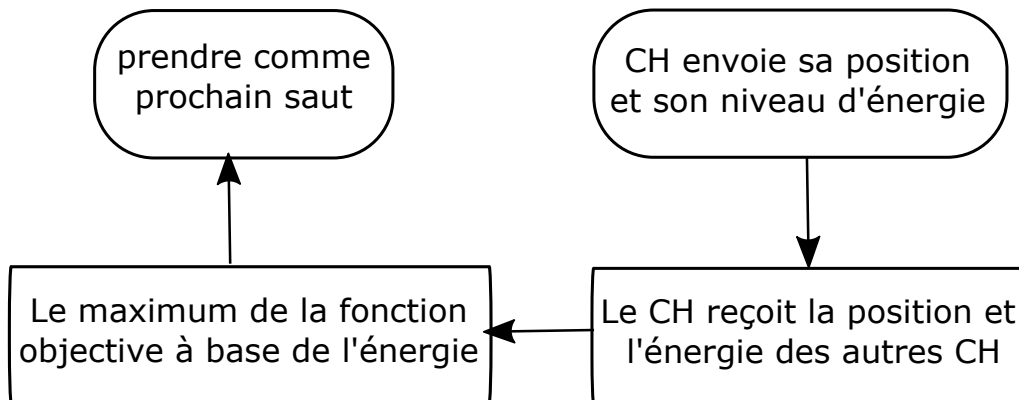 prendre comme
prochain saut
CH envoie sa position
et son niveau d'énergie
Le maximum de la fonction
objective à base de l'énergie
Le CH reçoit la position et
l'énergie des autres CH